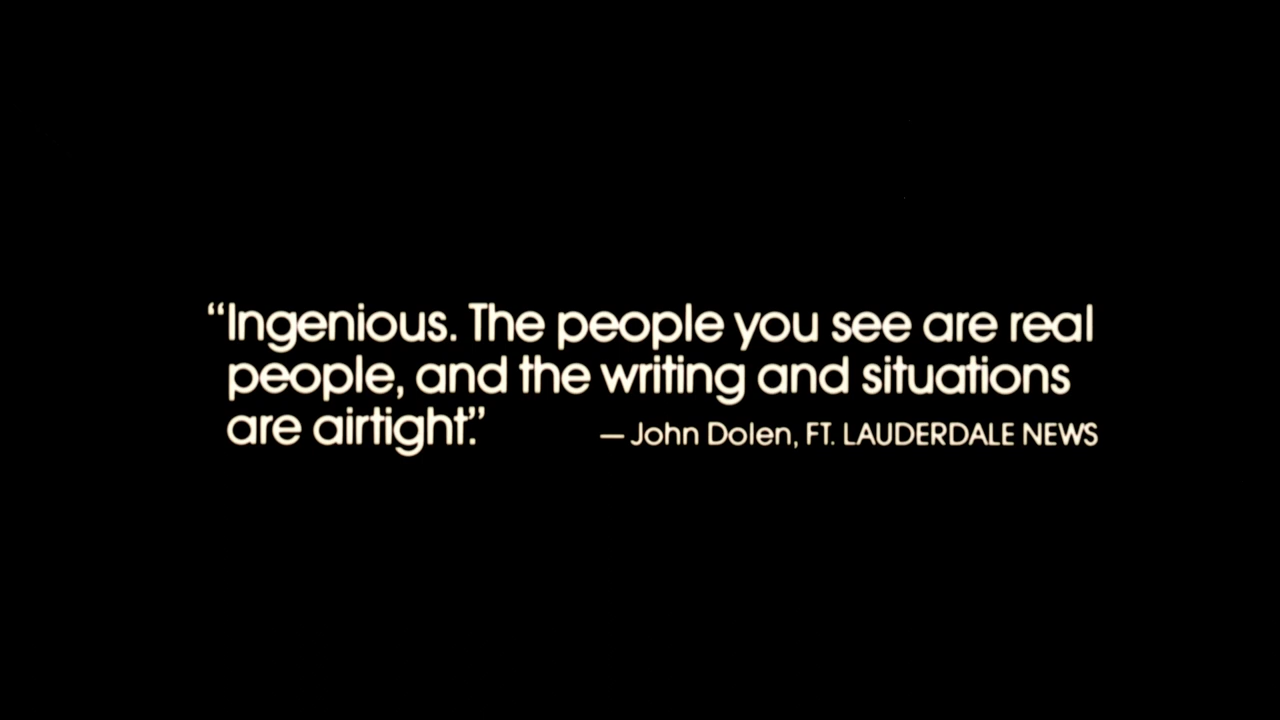 “Ingenious. The people you see are real
people, and the writing and situations
are airtight.” — John Dolen, FT. LAUDERDALE NEWS